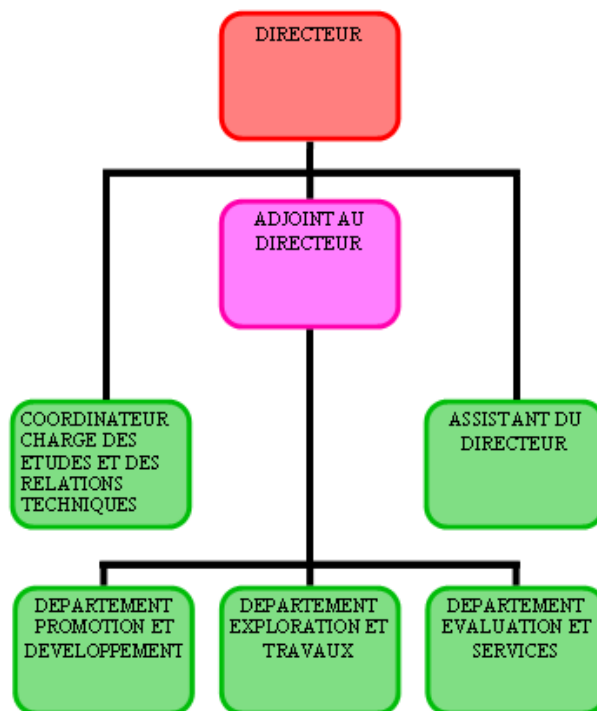 DIRECTEUR
ADJOINT AU
DIRECTEUR
COORDINATEUR
CHARGE DES
ETUDES ET DES
RELATIONS
TECHNIQUES
ASSISTANT DU
DIRECTEUR
DEPARTEMENT
PROMOTION ET
DEVELOPPEMENT
DEPARTEMENT
EXPLORATION ET
TRAVAUX
DEPARTEMENT
EVALUATION ET
SERVICES